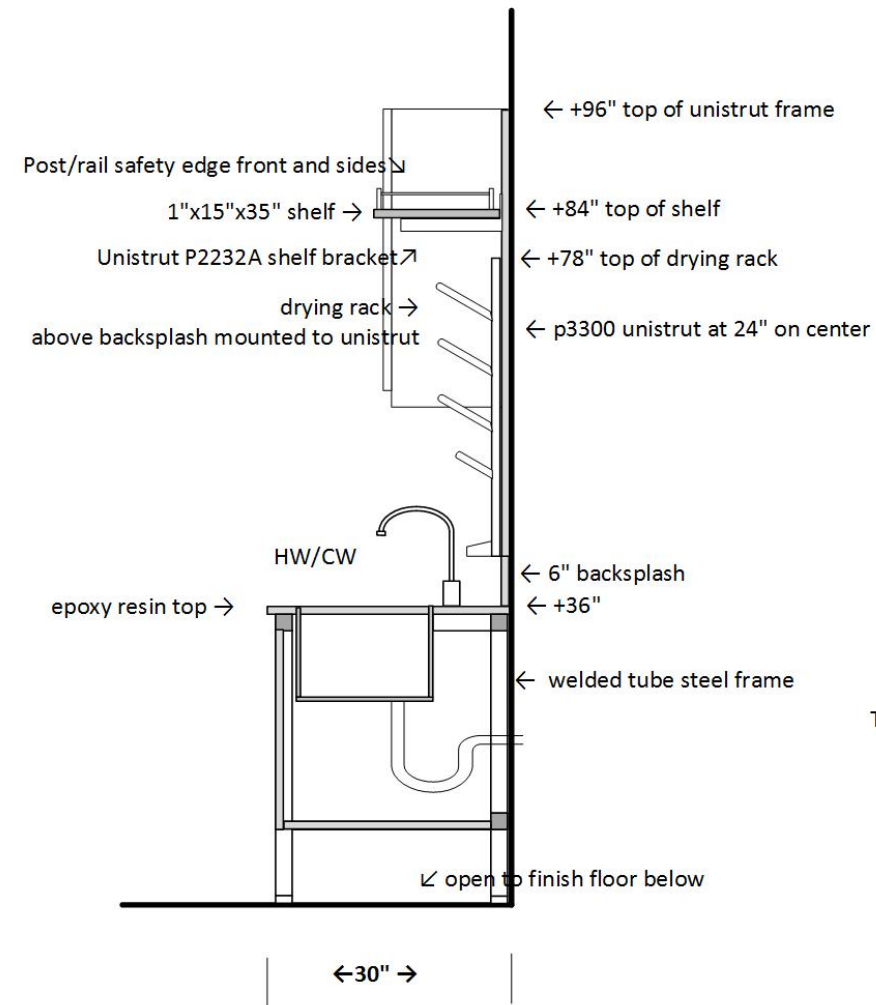 ← +96" top of unistrut frame
Post/rail safety edge front and sides↘
1"x15"x35" shelf →
← +84" top of shelf
Unistrut P2232A shelf bracket↗
← +78" top of drying rack
drying rack →
above backsplash mounted to unistrut
← p3300 unistrut at 24" on center
HW/CW
← 6" backsplash
epoxy resin top →
← +36"
← welded tube steel frame
T
↙ open to finish floor below
←30" →